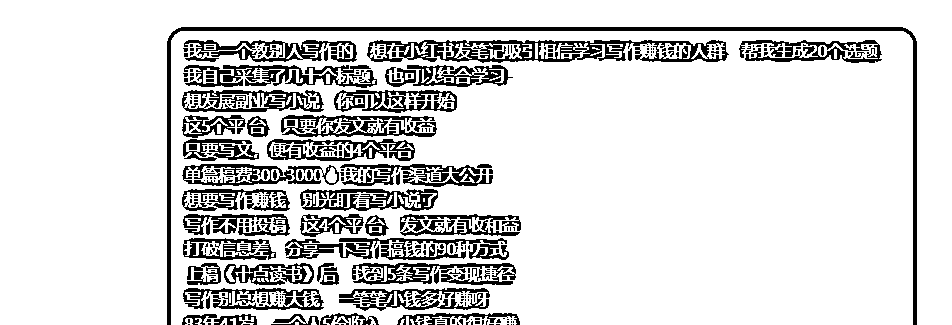 我是一个教别人写作的 想在小红书发笔记吸引相信学习写作赚钱的人群 帮我生成20个选题
我自己采集了几十个标题，也可以结合学习
想发展副业写小说 你可以这样开始
这5个平台 只要你发文就有收益
只要写文，便有收益的4个平台
单篇稿费300-3000🔥我的写作渠道大公开
想要写作赚钱 别光盯着写小说了
写作不用投稿 这4个平台 发文就有收和益
打破信息差，分享一下写作搞钱的90种方式
上稿《十点读书》后 我找到5条写作变现捷径
写作别总想赚大钱 一笔笔小钱多好赚呀